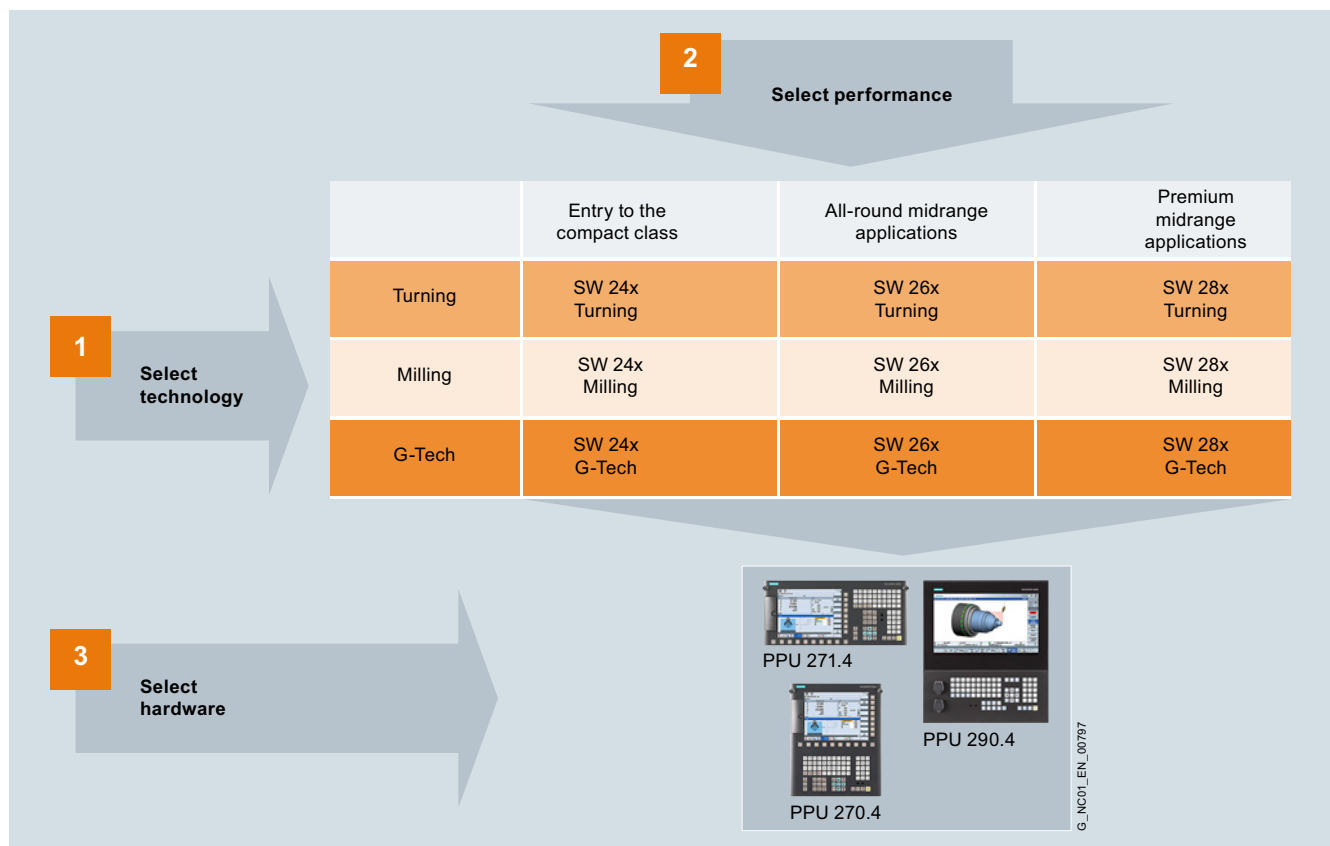 2
Select performance
Entry to the
compact class
All-round midrange
applications
Premium
midrange
applications
Turning
SW 24x
Turning
SW 26x
Turning
SW 28x
Turning
1
Select
technology
Milling
SW 24x
Milling
SW 26x
Milling
SW 28x
Milling
G-Tech
SW 24x
G-Tech
SW 26x
G-Tech
SW 28x
G-Tech
3
Select
hardware
PPU 271.4
PPU 290.4
PPU 270.4
G_NC01_EN_00797